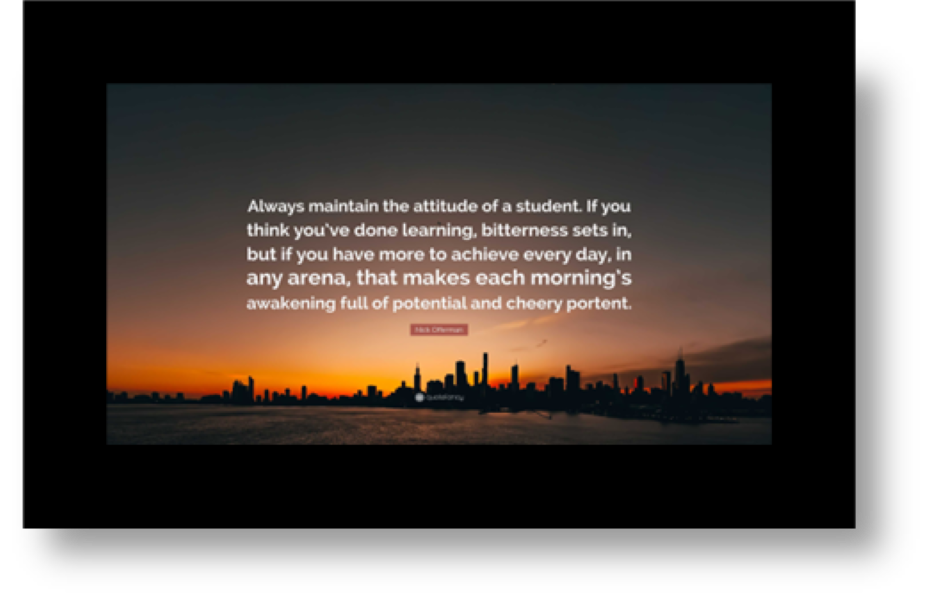 Always maintain the attitude of a student. If you
think you've done learning, bitterness sets in,
but if you have more to achieve every day, in
any arena, that makes each morning's
awakening full of potential and cheery portent.
Nick Offerman
quotefancy